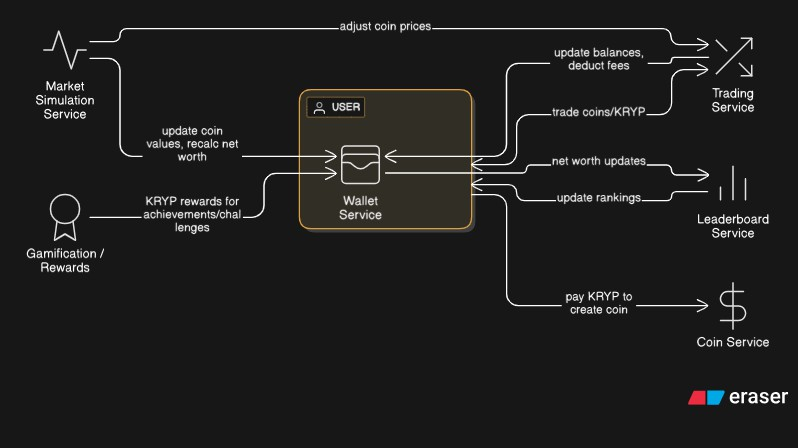 adjust coin prices
update balances,
deduct fees
Market
Simulation
Service
Trading
Service
USER
trade coins/KRYP
update coin
values, recalc net
worth
net worth updates
KRYP rewards for
achievements/chal
lenges
Wallet
Service
update rankings
Leaderboard
Service
Gamification /
Rewards
pay KRYP to
create coin
Coin Service
eraser